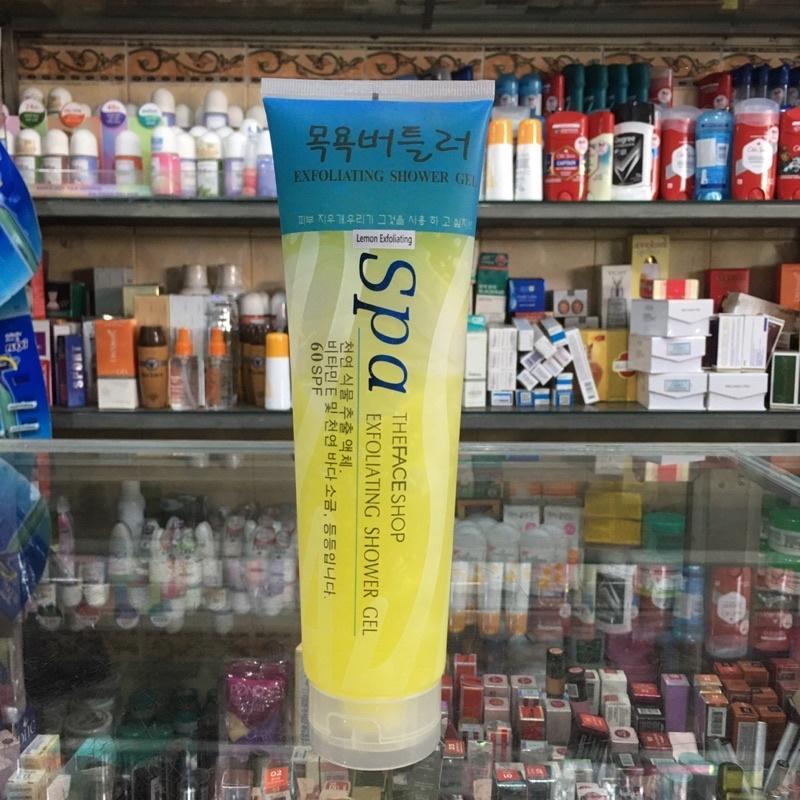 목욕버틀러
EXFOLIATING SHOWER GEL
피부 지우개우리가 그것을 사용 하 고 싶지
Lemon Exfoliating
Spa
THEFACESHOP
EXFOLIATING SHOWER GEL
천연 식물 추출 액체.
비타민 E 및 천연 바다 소금, 등등입니다.
60 SPF
Degree